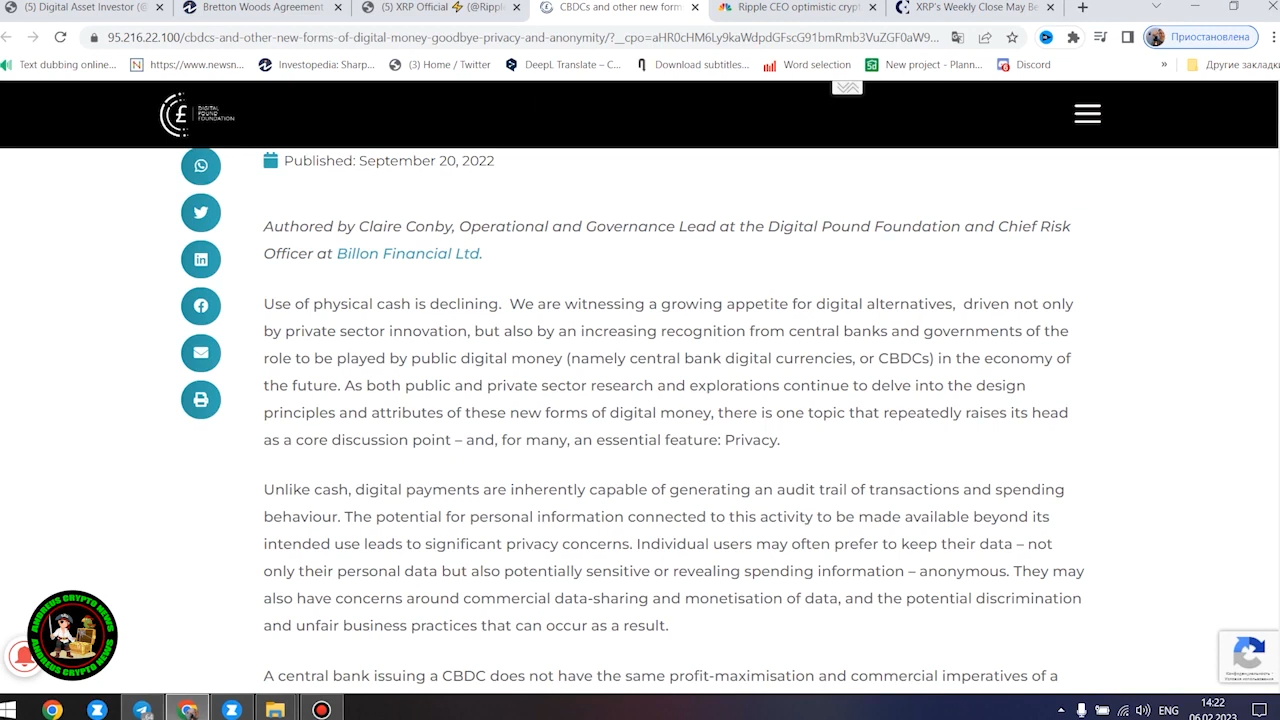 (5) Digital Asset Investor (@
Bretton Woods Agreement
(5) XRP Official ⚡ (@Ripple
CBDCs and other new form
Ripple CEO optimistic crypt
XRP's Weekly Close May Be
95.216.22.100/cbdcs-and-other-new-forms-of-digital-money-goodbye-privacy-and-anonymity/?__cpo=aHR0cHM6Ly9kaWdpdGFscG91bmRmb3VuZGF0aW9...
Приостановлена
Text dubbing online...
https://www.newsn...
Investopedia: Sharp...
(3) Home / Twitter
DeepL Translate – C...
Download subtitles...
Word selection
New project - Plann...
Discord
»
Другие закладки
DIGITAL
POUND
FOUNDATION
Published: September 20, 2022
Authored by Claire Conby, Operational and Governance Lead at the Digital Pound Foundation and Chief Risk
Officer at Billon Financial Ltd.
Use of physical cash is declining. We are witnessing a growing appetite for digital alternatives, driven not only
by private sector innovation, but also by an increasing recognition from central banks and governments of the
role to be played by public digital money (namely central bank digital currencies, or CBDCs) in the economy of
the future. As both public and private sector research and explorations continue to delve into the design
principles and attributes of these new forms of digital money, there is one topic that repeatedly raises its head
as a core discussion point – and, for many, an essential feature: Privacy.
Unlike cash, digital payments are inherently capable of generating an audit trail of transactions and spending
behaviour. The potential for personal information connected to this activity to be made available beyond its
intended use leads to significant privacy concerns. Individual users may often prefer to keep their data – not
only their personal data but also potentially sensitive or revealing spending information – anonymous. They may
also have concerns around commercial data-sharing and monetisation of data, and the potential discrimination
and unfair business practices that can occur as a result.
A central bank issuing a CBDC does not have the same profit-maximisation and commercial imperatives of a
ANDREUS CRYPTO NEWS
ANDREUS CRYPTO NEWS
ENG
14:22
06.02.2023